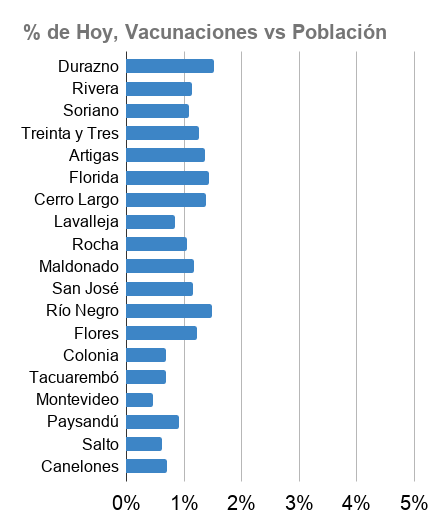 % de Hoy, Vacunaciones vs Población
Durazno
Rivera
Soriano
Treinta y Tres
Artigas
Florida
Cerro Largo
Lavalleja
Rocha
Maldonado
San José
Río Negro
Flores
Colonia
Tacuarembó
Montevideo
Paysandú
Salto
Canelones
0% 1% 2% 3% 4% 5%